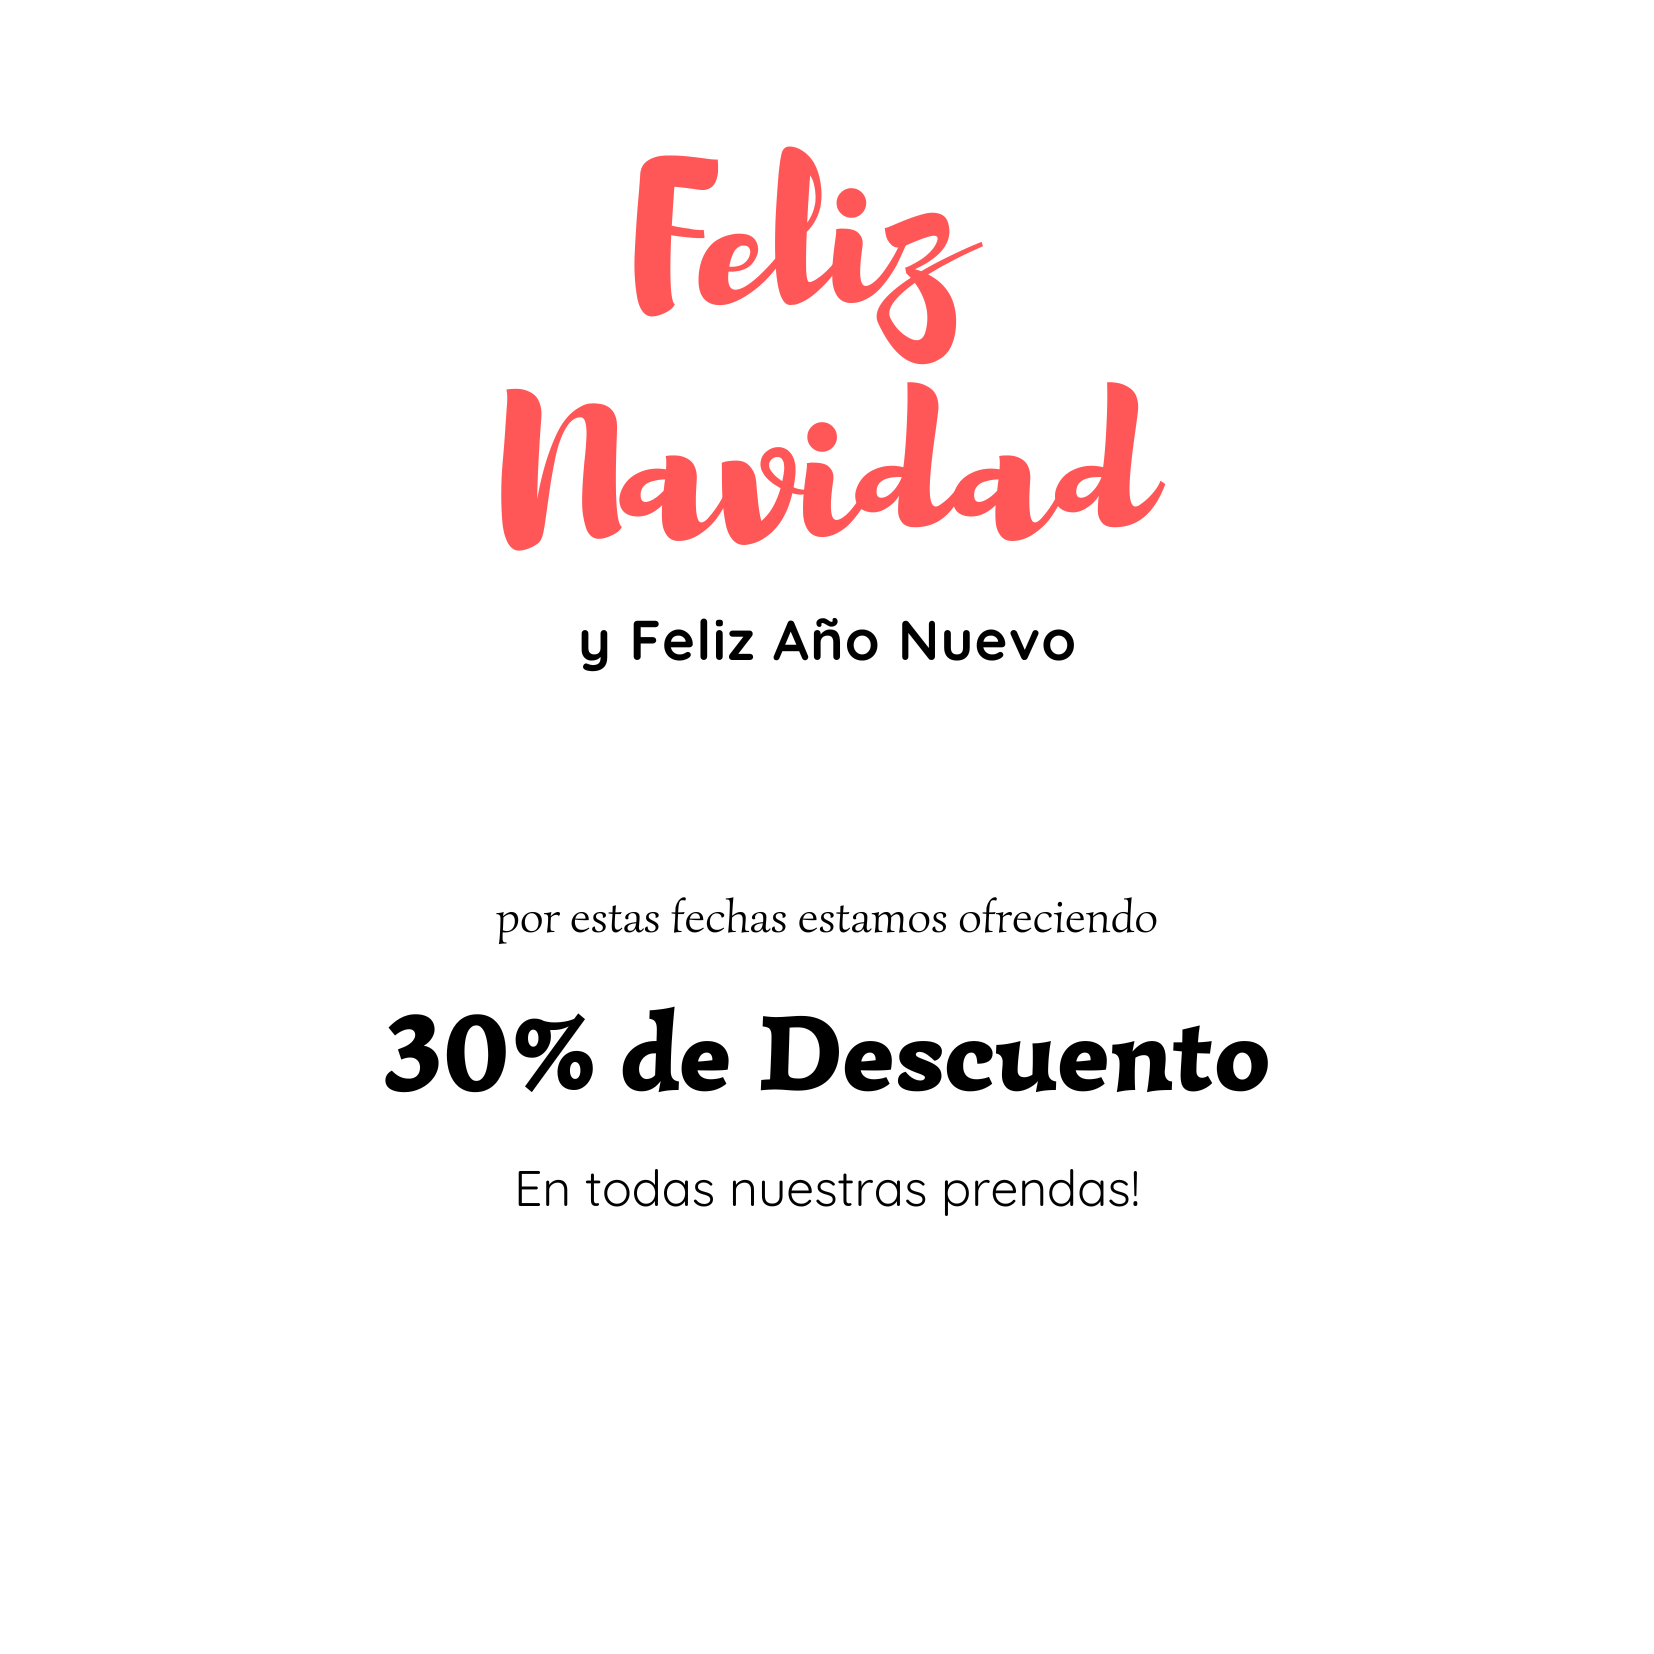 Feliz
Navidad
y Feliz Año Nuevo
por estas fechas estamos ofreciendo
30% de Descuento
En todas nuestras prendas!